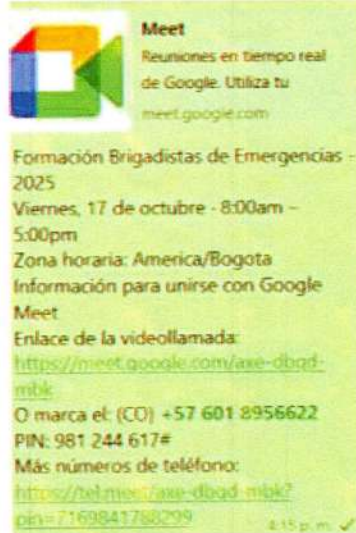 Meet
Reuniones en tiempo real
de Google. Utiliza tu
meet.google.com
Formación Brigadistas de Emergencias -
2025
Viernes, 17 de octubre · 8:00am –
5:00pm
Zona horaria: America/Bogota
Información para unirse con Google
Meet
Enlace de la videollamada:
https://meet.google.com/axe-dbqd-
mbk
O marca el: (CO) +57 601 8956622
PIN: 981 244 617#
Más números de teléfono:
https://tel.meet/axe-dbqd-mbk?
pin=7169841788299
4:15 p. m.